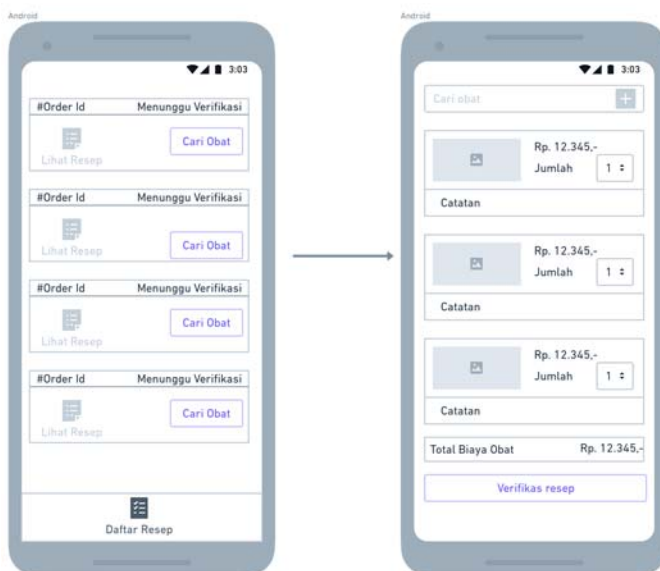 Android
3:03
#Order Id Menunggu Verifikasi
Lihat Resep Cari Obat
#Order Id Menunggu Verifikasi
Lihat Resep Cari Obat
#Order Id Menunggu Verifikasi
Lihat Resep Cari Obat
#Order Id Menunggu Verifikasi
Lihat Resep Cari Obat
Daftar Resep
Android
3:03
Cari obat
Rp. 12.345,-
Jumlah 1
Catatan
Rp. 12.345,-
Jumlah 1
Catatan
Rp. 12.345,-
Jumlah 1
Catatan
Total Biaya Obat Rp. 12.345,-
Verifikas resep